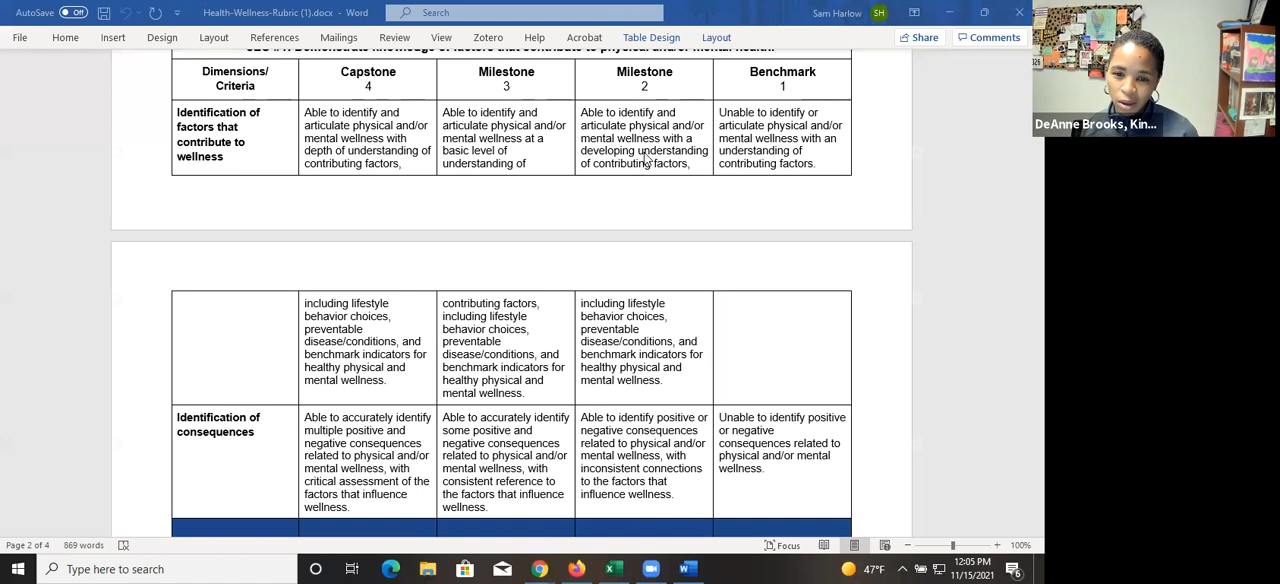 AutoSave Off Health-Wellness-Rubric (1).docx - Word Search Sam Harlow SH
File Home Insert Design Layout References Mailings Review View Zotero Help Acrobat Table Design Layout Share Comments
Dimensions/
Criteria
Capstone
4
Milestone
3
Milestone
2
Benchmark
1
Identification of
factors that
contribute to
wellness
Able to identify and
articulate physical and/or
mental wellness with
depth of understanding of
contributing factors,
Able to identify and
articulate physical and/or
mental wellness at a
basic level of
understanding of
Able to identify and
articulate physical and/or
mental wellness with a
developing understanding
of contributing factors,
Unable to identify or
articulate physical and/or
mental wellness with an
understanding of
contributing factors.
including lifestyle
behavior choices,
preventable
disease/conditions, and
benchmark indicators for
healthy physical and
mental wellness.
contributing factors,
including lifestyle
behavior choices,
preventable
disease/conditions, and
benchmark indicators for
healthy physical and
mental wellness.
including lifestyle
behavior choices,
preventable
disease/conditions, and
benchmark indicators for
healthy physical and
mental wellness.
Identification of
consequences
Able to accurately identify
multiple positive and
negative consequences
related to physical and/or
mental wellness, with
critical assessment of the
factors that influence
wellness.
Able to accurately identify
some positive and
negative consequences
related to physical and/or
mental wellness, with
consistent reference to
the factors that influence
wellness.
Able to identify positive or
negative consequences
related to physical and/or
mental wellness, with
inconsistent connections
to the factors that
influence wellness.
Unable to identify positive
or negative
consequences related to
physical and/or mental
wellness.
DeAnne Brooks, Kin...
Page 2 of 4 869 words Focus 100%
Type here to search 47°F 12:05 PM
11/15/2021 6